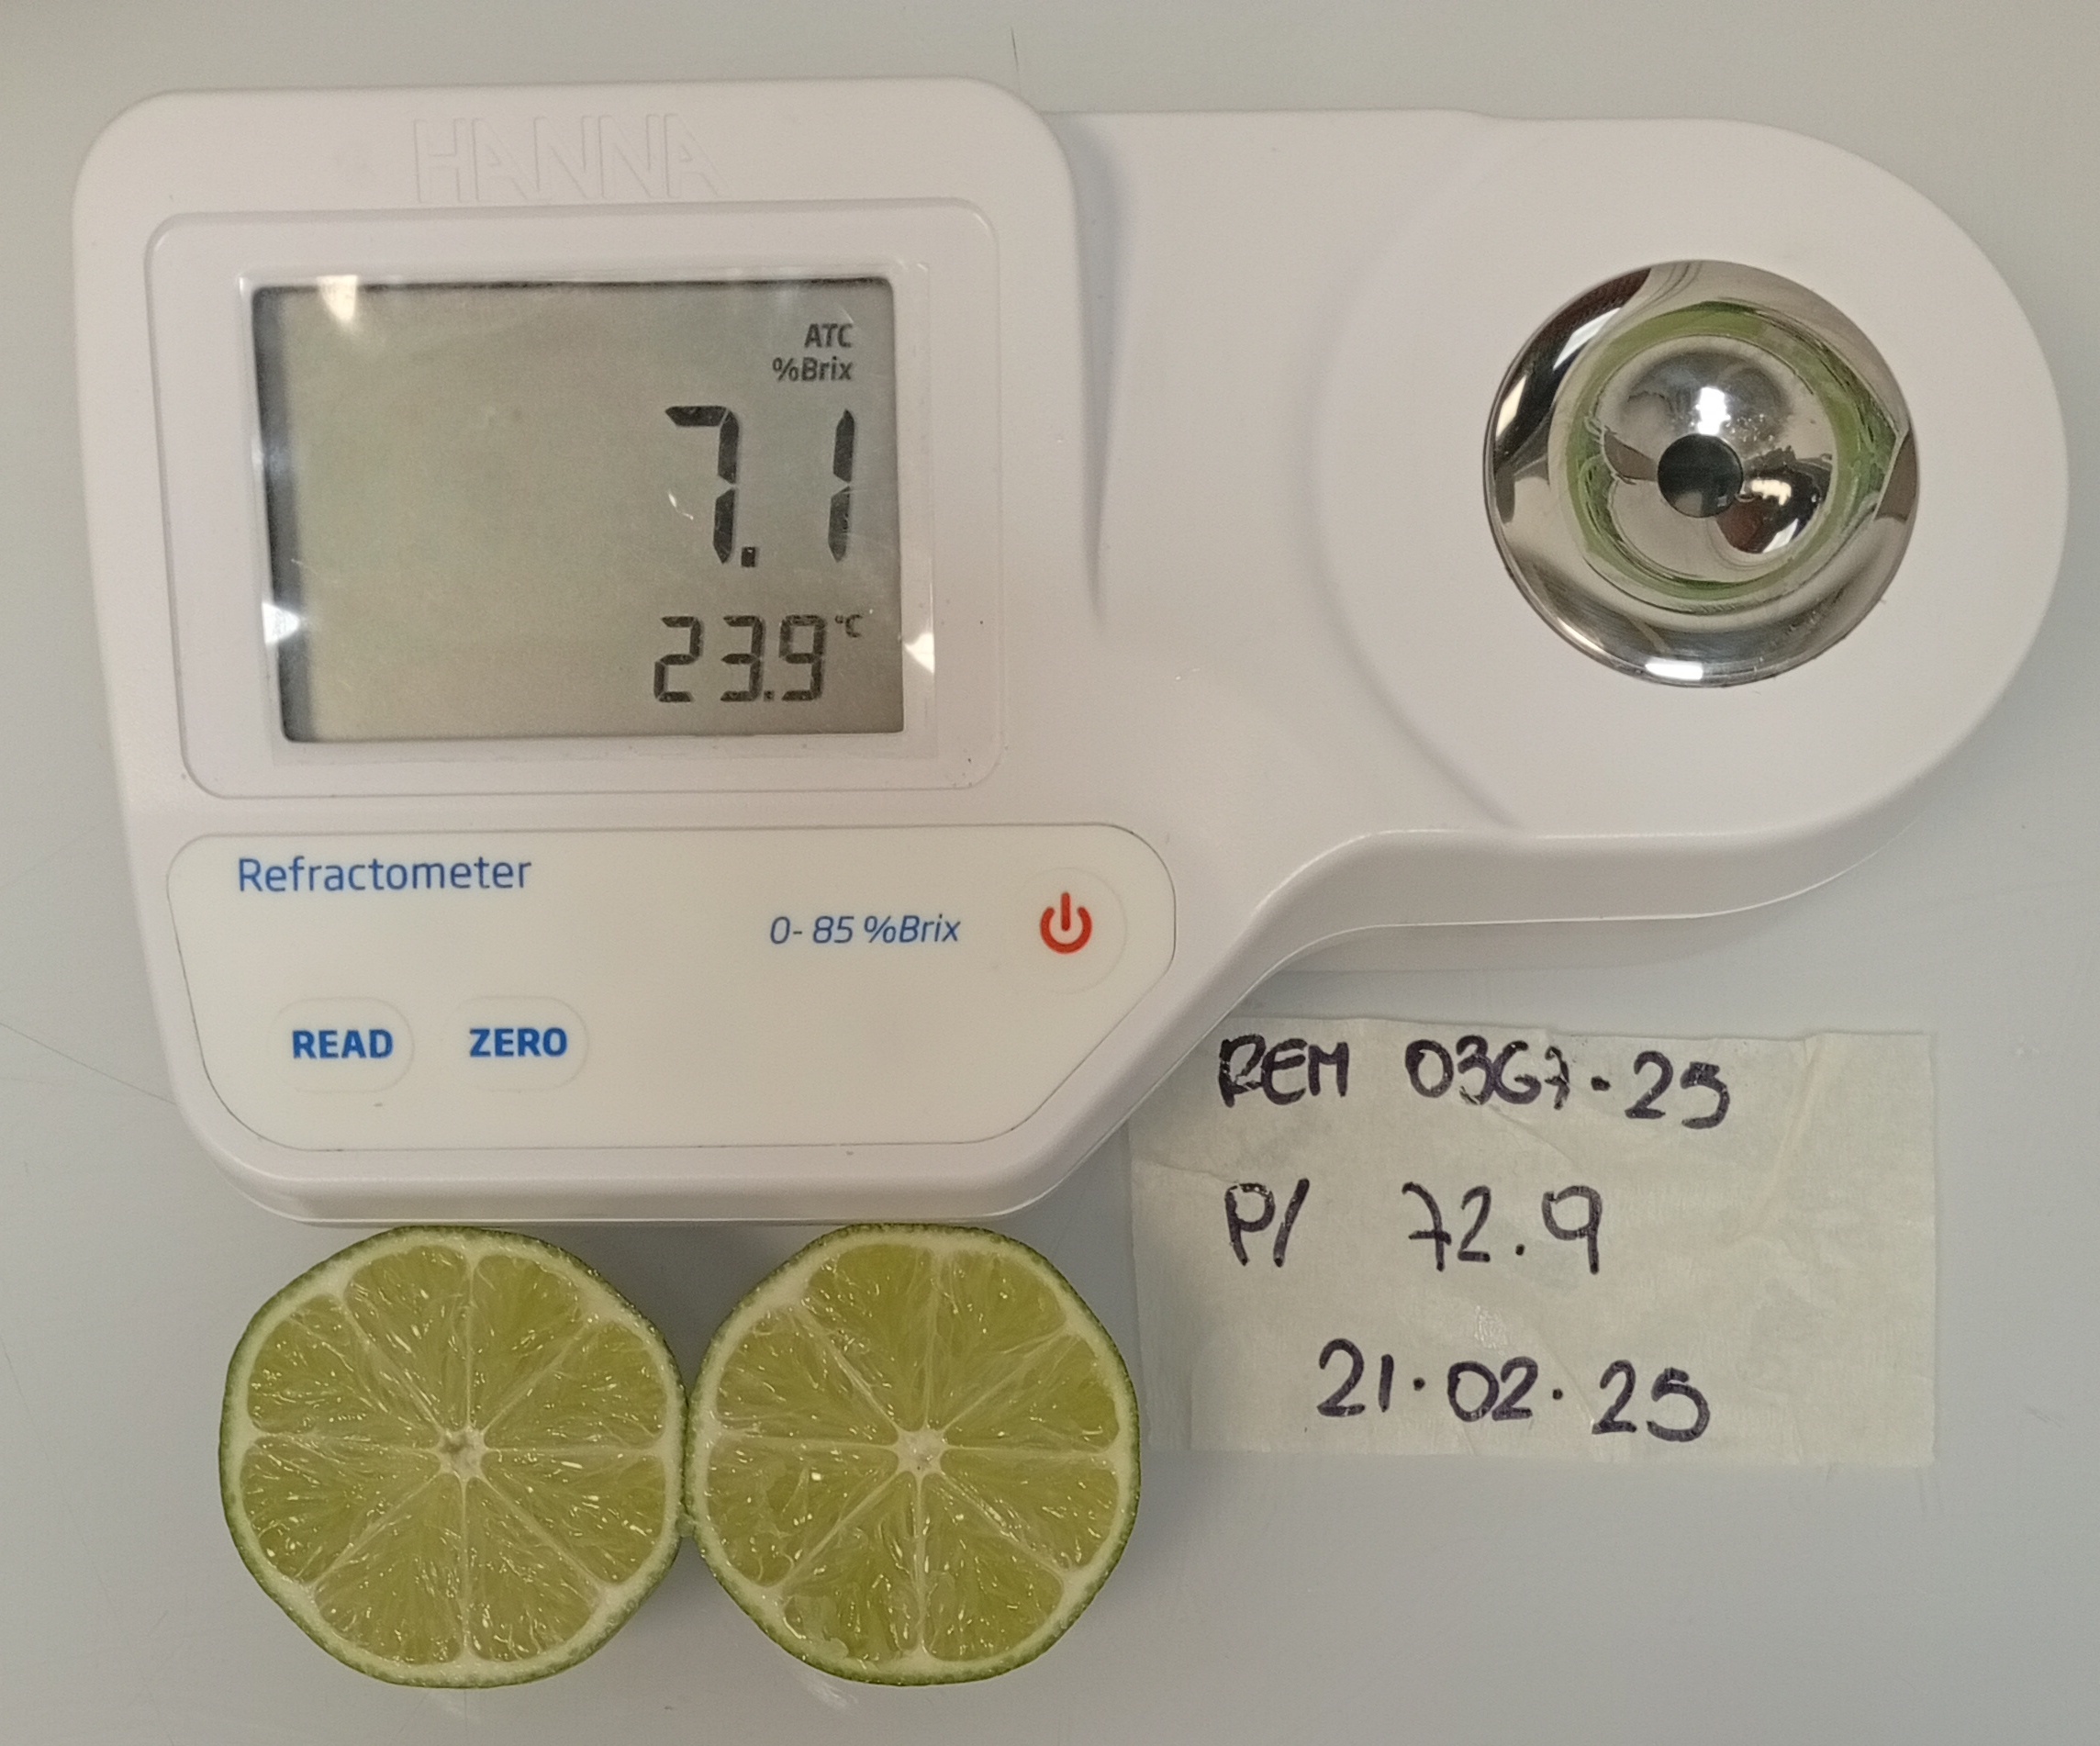 HANNA
ATC
%Brix
7.1
23.9°C
Refractometer
0-85 %Brix
READ ZERO
REM 0367-25
P/ 72.9
21.02.25